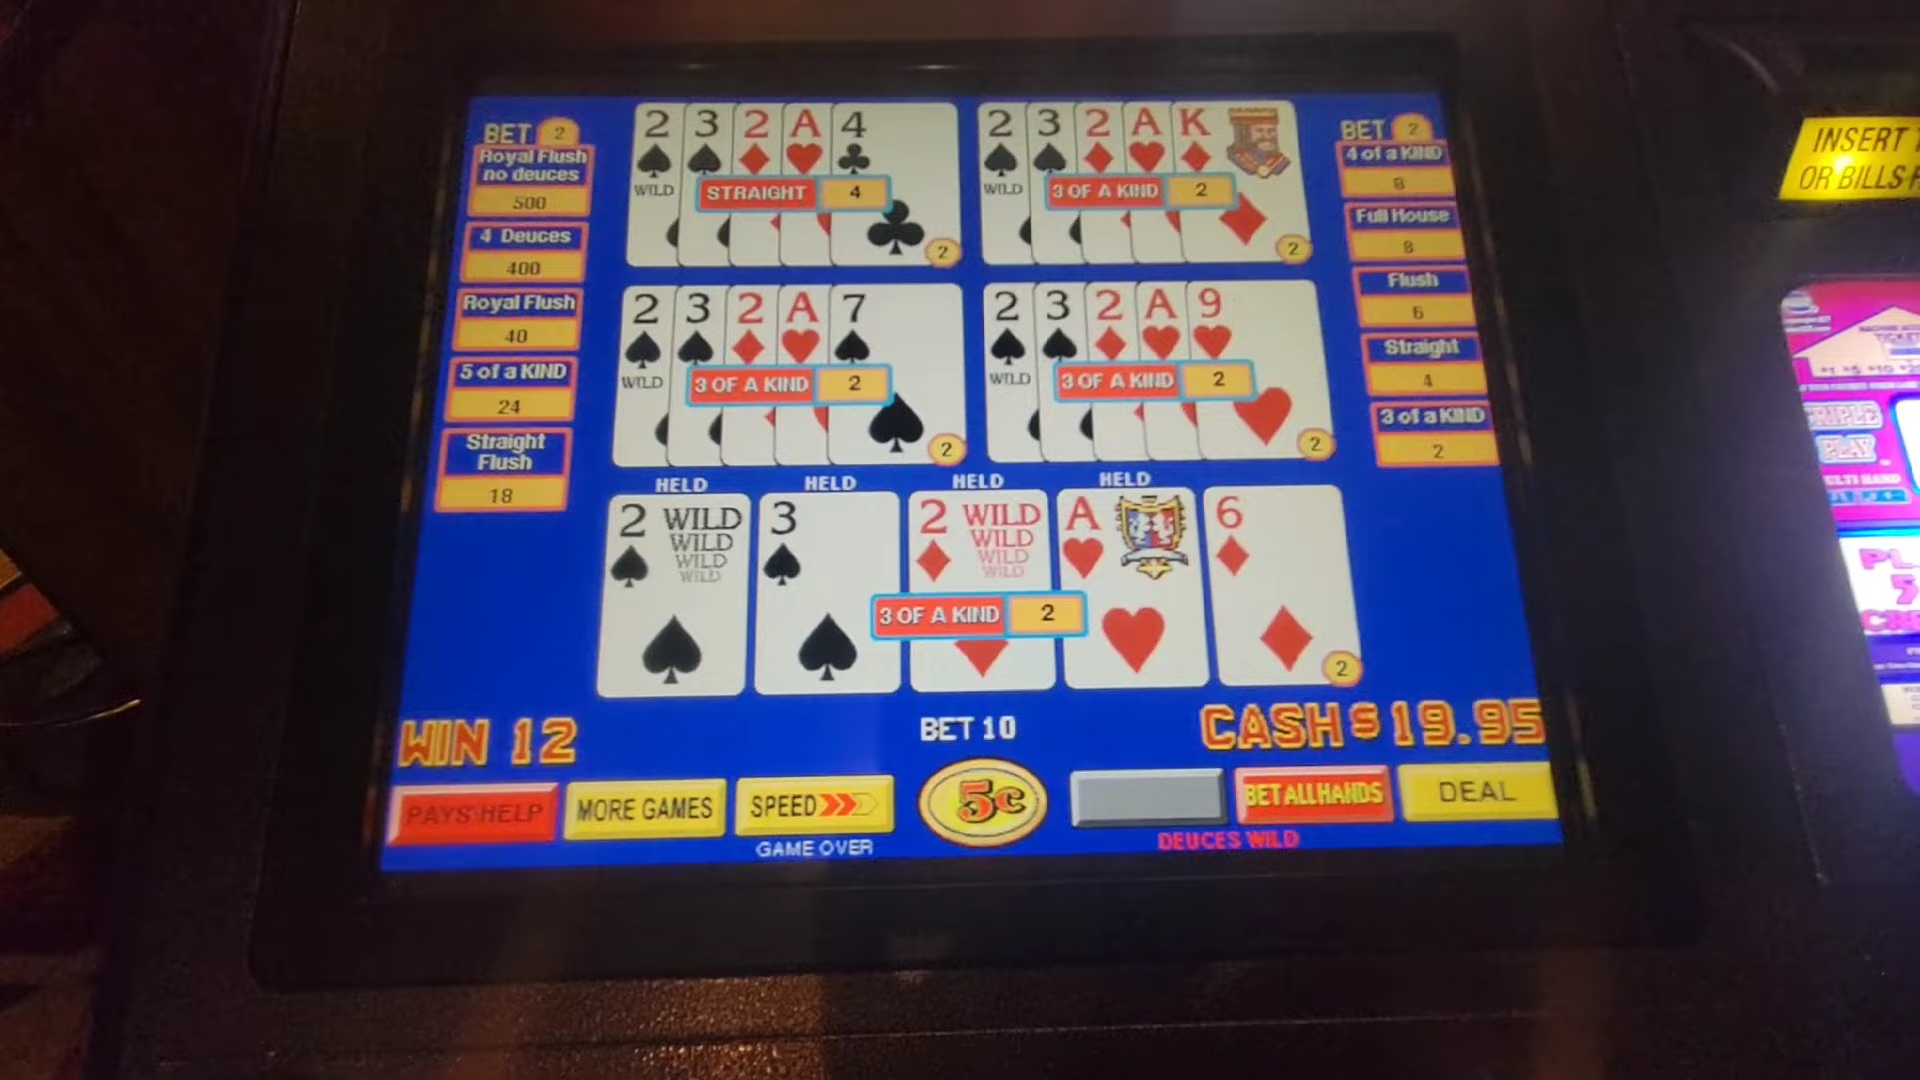 BET 2
Royal Flush
no deuces
500
4 Deuces
400
Royal Flush
40
5 of a KIND
24
Straight
Flush
18
2 3 2 A 4
WILD
STRAIGHT 4
2
2 3 2 A K
WILD
3 OF A KIND 2
2
BET 2
4 of a KIND
8
Full House
8
Flush
6
Straight
4
3 of a KIND
2
2 3 2 A 7
WILD
3 OF A KIND 2
2
2 3 2 A 9
WILD
3 OF A KIND 2
2
HELD HELD HELD HELD
2 WILD 3 2 WILD A 6
WILD WILD
WILD WILD
WILD WILD
3 OF A KIND 2
2
WIN 12 BET 10 CASH $ 19.95
PAYS HELP MORE GAMES SPEED 5¢ BET ALL HANDS DEAL
GAME OVER DEUCES WILD
INSERT
OR BILLS
PLAY